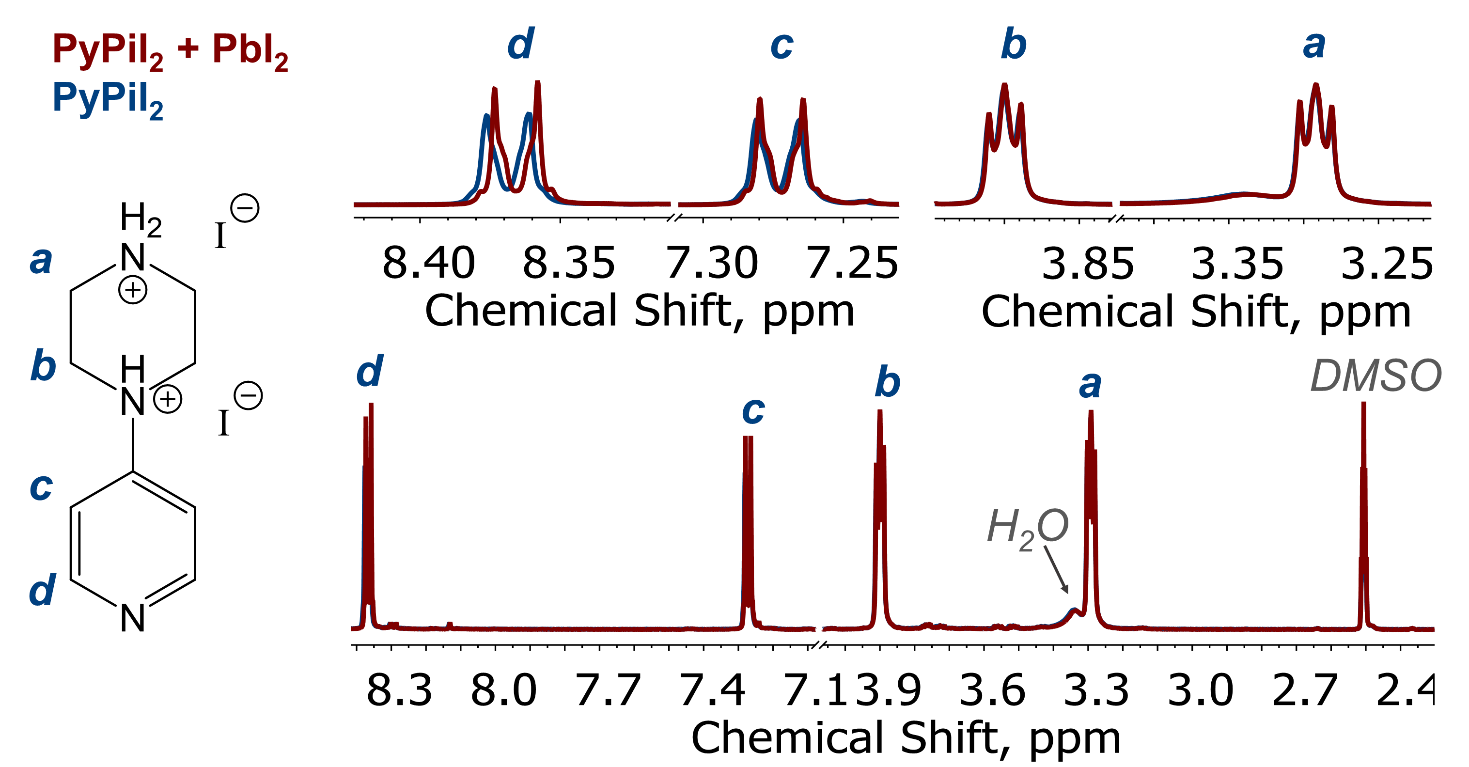 PyPiI₂ + PbI₂
PyPiI₂
d c b a
8.40 8.35 7.30 7.25 3.85 3.35 3.25
Chemical Shift, ppm Chemical Shift, ppm
H₂
N
⊕
I⊖
a
b
H
N ⊕
I⊖
c
d
N
d c b a DMSO
H₂O
8.3 8.0 7.7 7.4 7.1 3.9 3.6 3.3 3.0 2.7 2.4
Chemical Shift, ppm